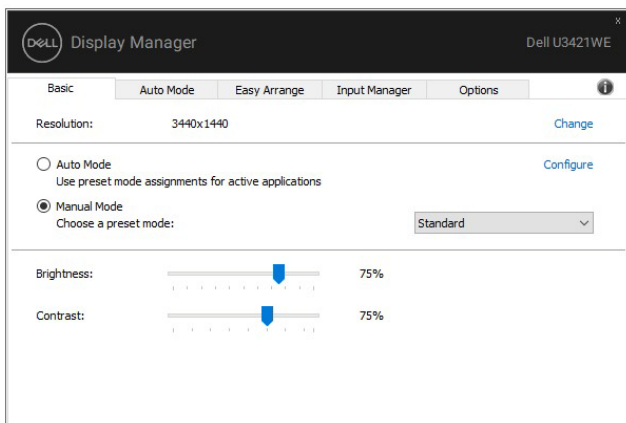 DELL Display Manager Dell U3421WE
x
Basic Auto Mode Easy Arrange Input Manager Options i
Resolution: 3440x1440 Change
Auto Mode Configure
Use preset mode assignments for active applications
Manual Mode
Choose a preset mode: Standard
Brightness: 75%
Contrast: 75%